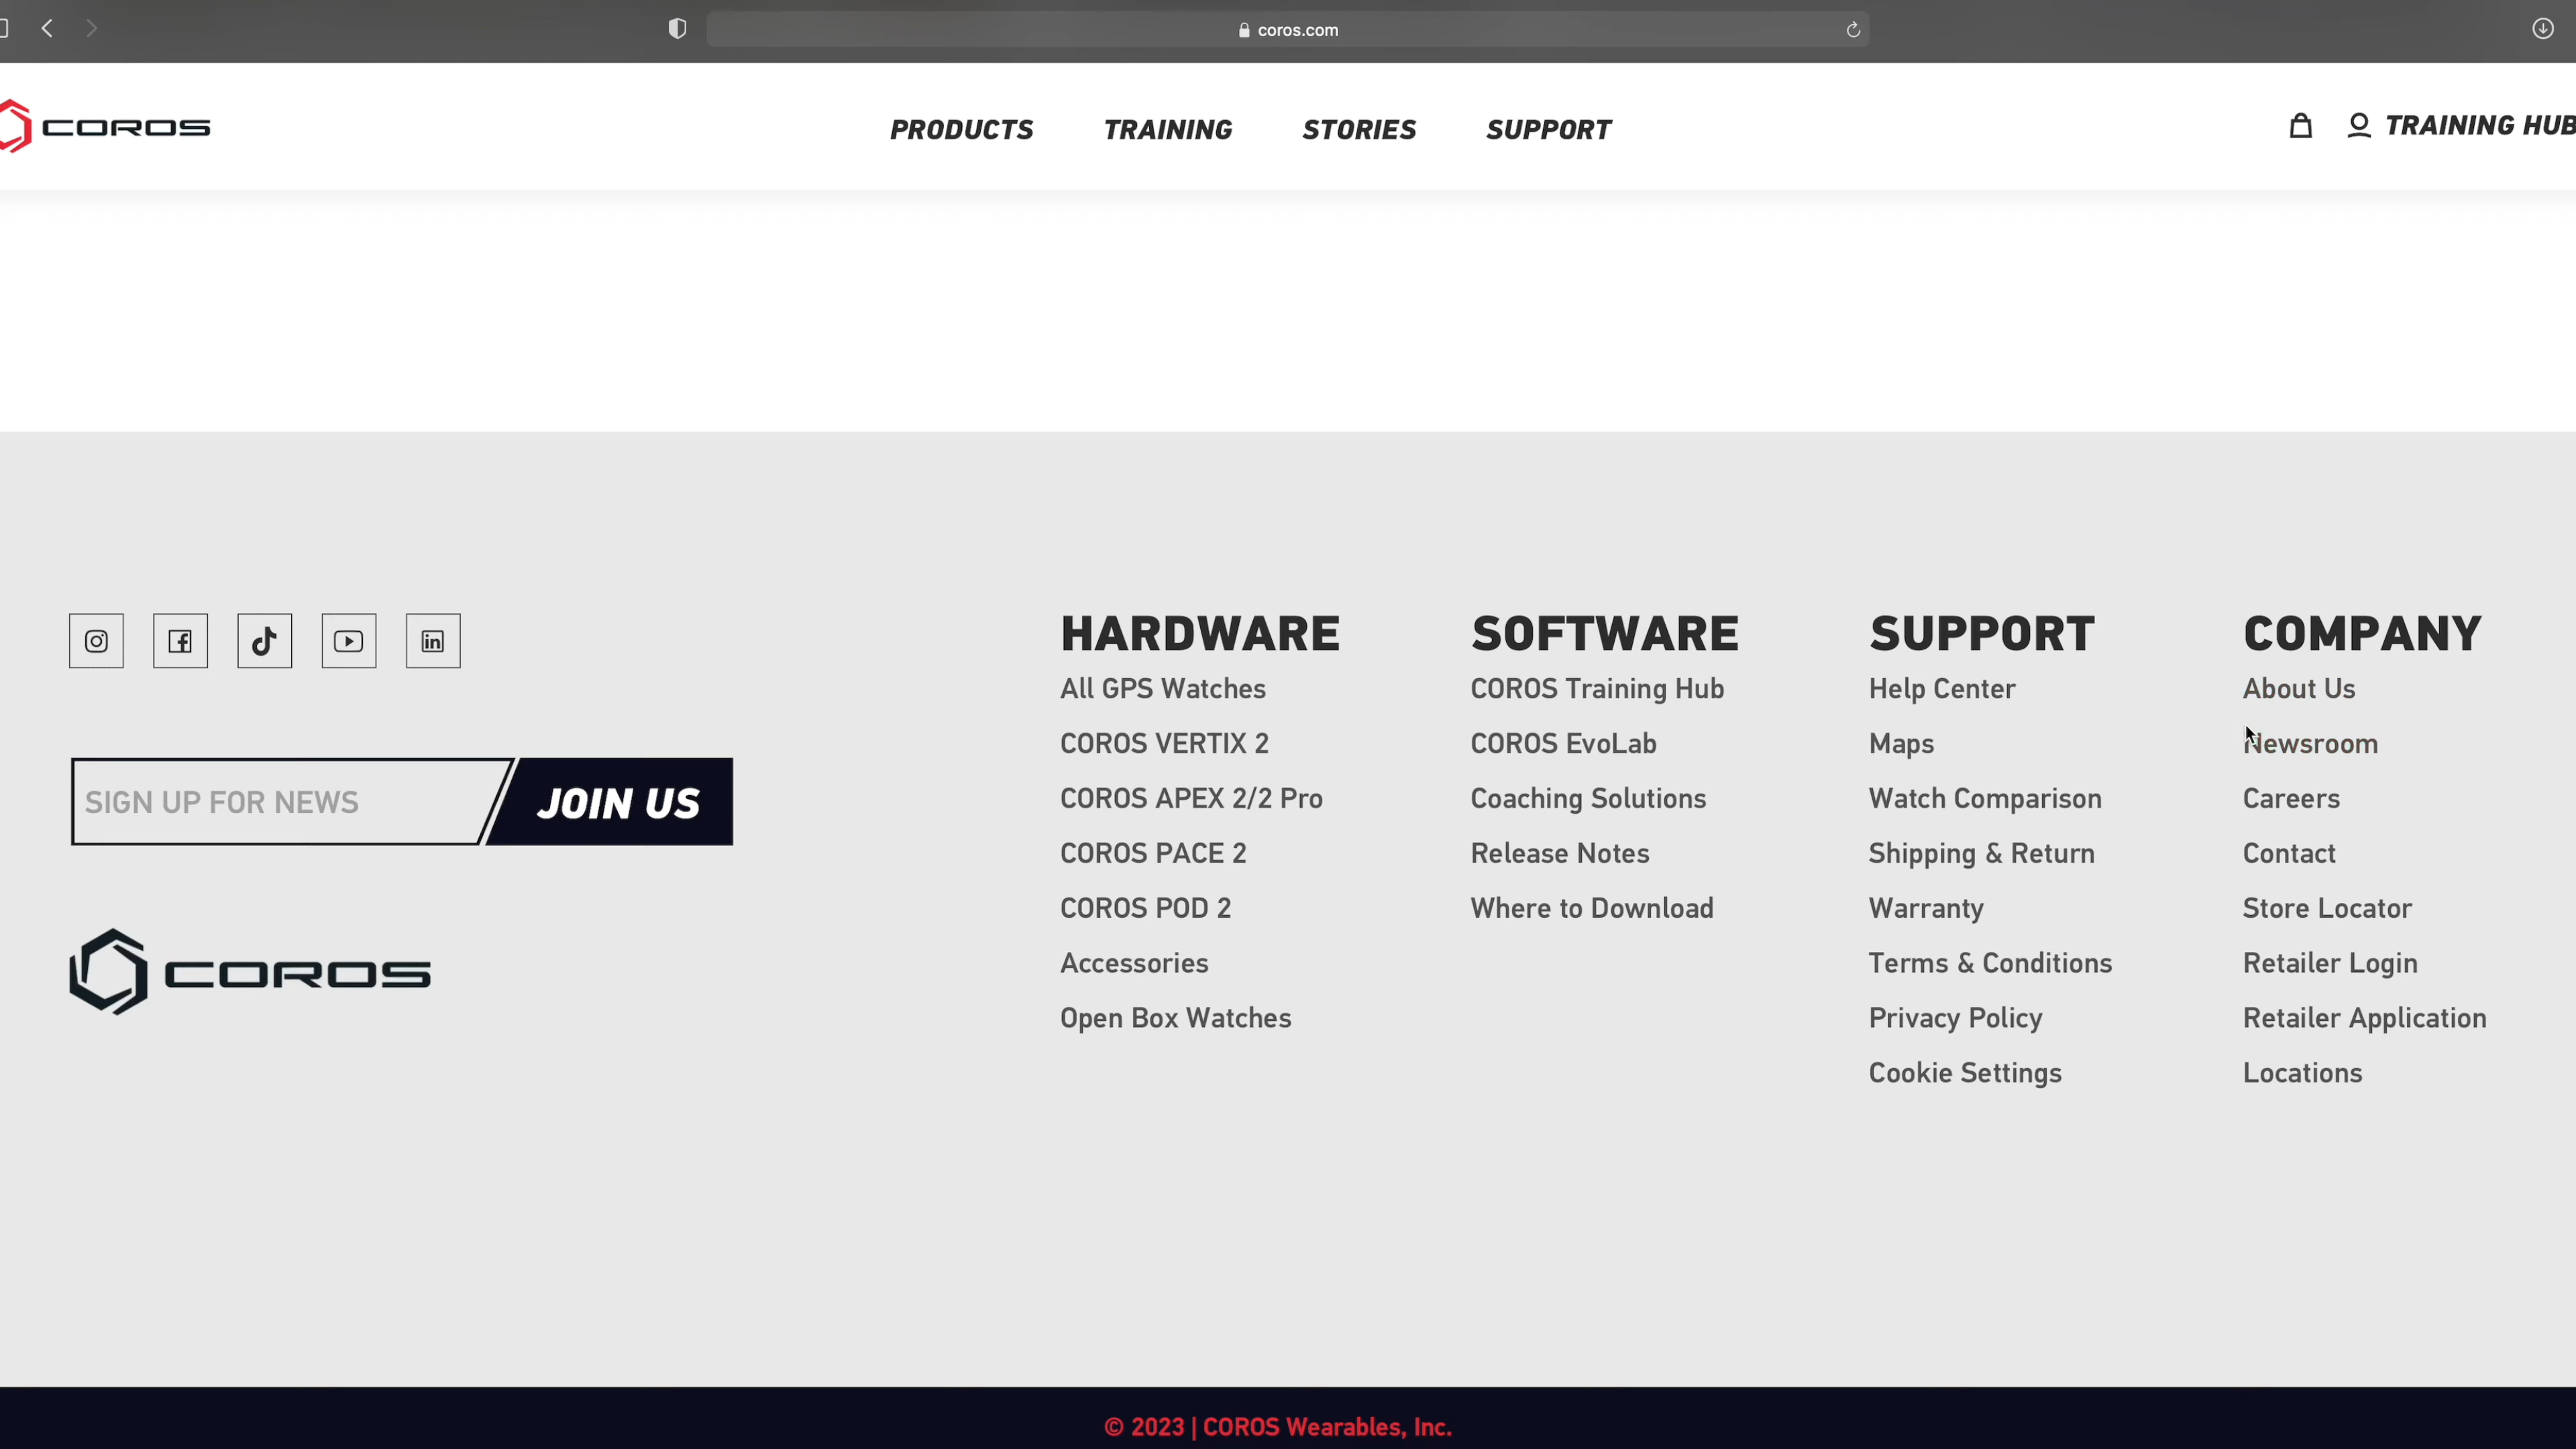 coros.com
COROS
PRODUCTS TRAINING STORIES SUPPORT
TRAINING HUB
SIGN UP FOR NEWS
JOIN US
COROS
HARDWARE
All GPS Watches
COROS VERTIX 2
COROS APEX 2/2 Pro
COROS PACE 2
COROS POD 2
Accessories
Open Box Watches
SOFTWARE
COROS Training Hub
COROS EvoLab
Coaching Solutions
Release Notes
Where to Download
SUPPORT
Help Center
Maps
Watch Comparison
Shipping & Return
Warranty
Terms & Conditions
Privacy Policy
Cookie Settings
COMPANY
About Us
Newsroom
Careers
Contact
Store Locator
Retailer Login
Retailer Application
Locations
© 2023 | COROS Wearables, Inc.